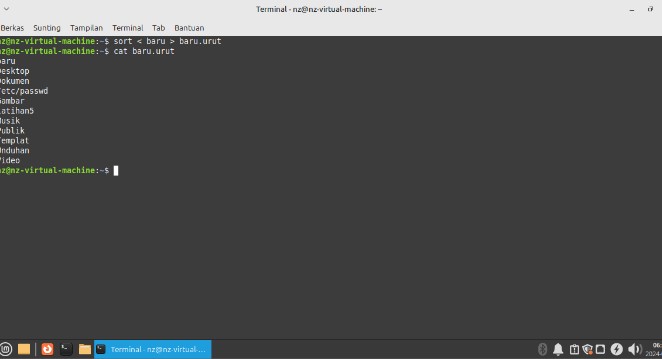 Terminal - nz@nz-virtual-machine: ~
Berkas Sunting Tampilan Terminal Tab Bantuan
nz@nz-virtual-machine:~$ sort < baru > baru.urut
nz@nz-virtual-machine:~$ cat baru.urut
baru
Desktop
Dokumen
/etc/passwd
Gambar
latihan5
Musik
Publik
Templat
Unduhan
Video
nz@nz-virtual-machine:~$
Terminal - nz@nz-virtual-...
06:
2024-